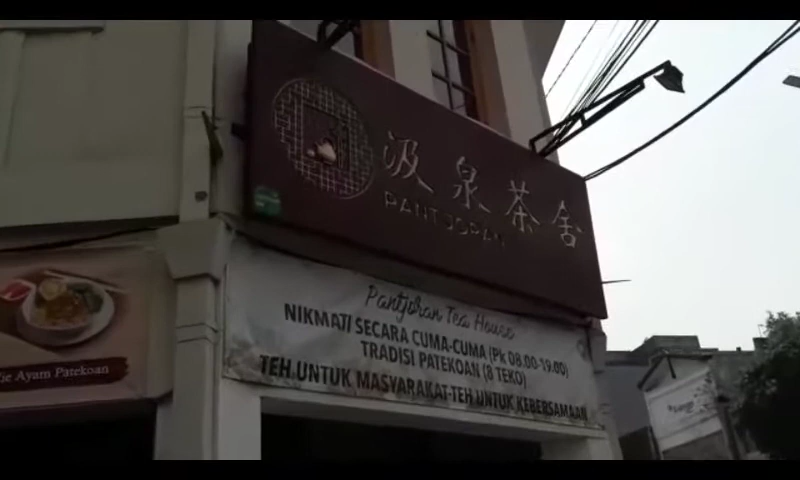 汲泉茶舍
PANTJORAN
Pantjoran Tea House
NIKMATI SECARA CUMA-CUMA (Pk 08.00-19.00)
TRADISI PATEKOAN (8 TEKO)
TEH UNTUK MASYARAKAT-TEH UNTUK KEBERSAMAAN
ie Ayam Patekoan